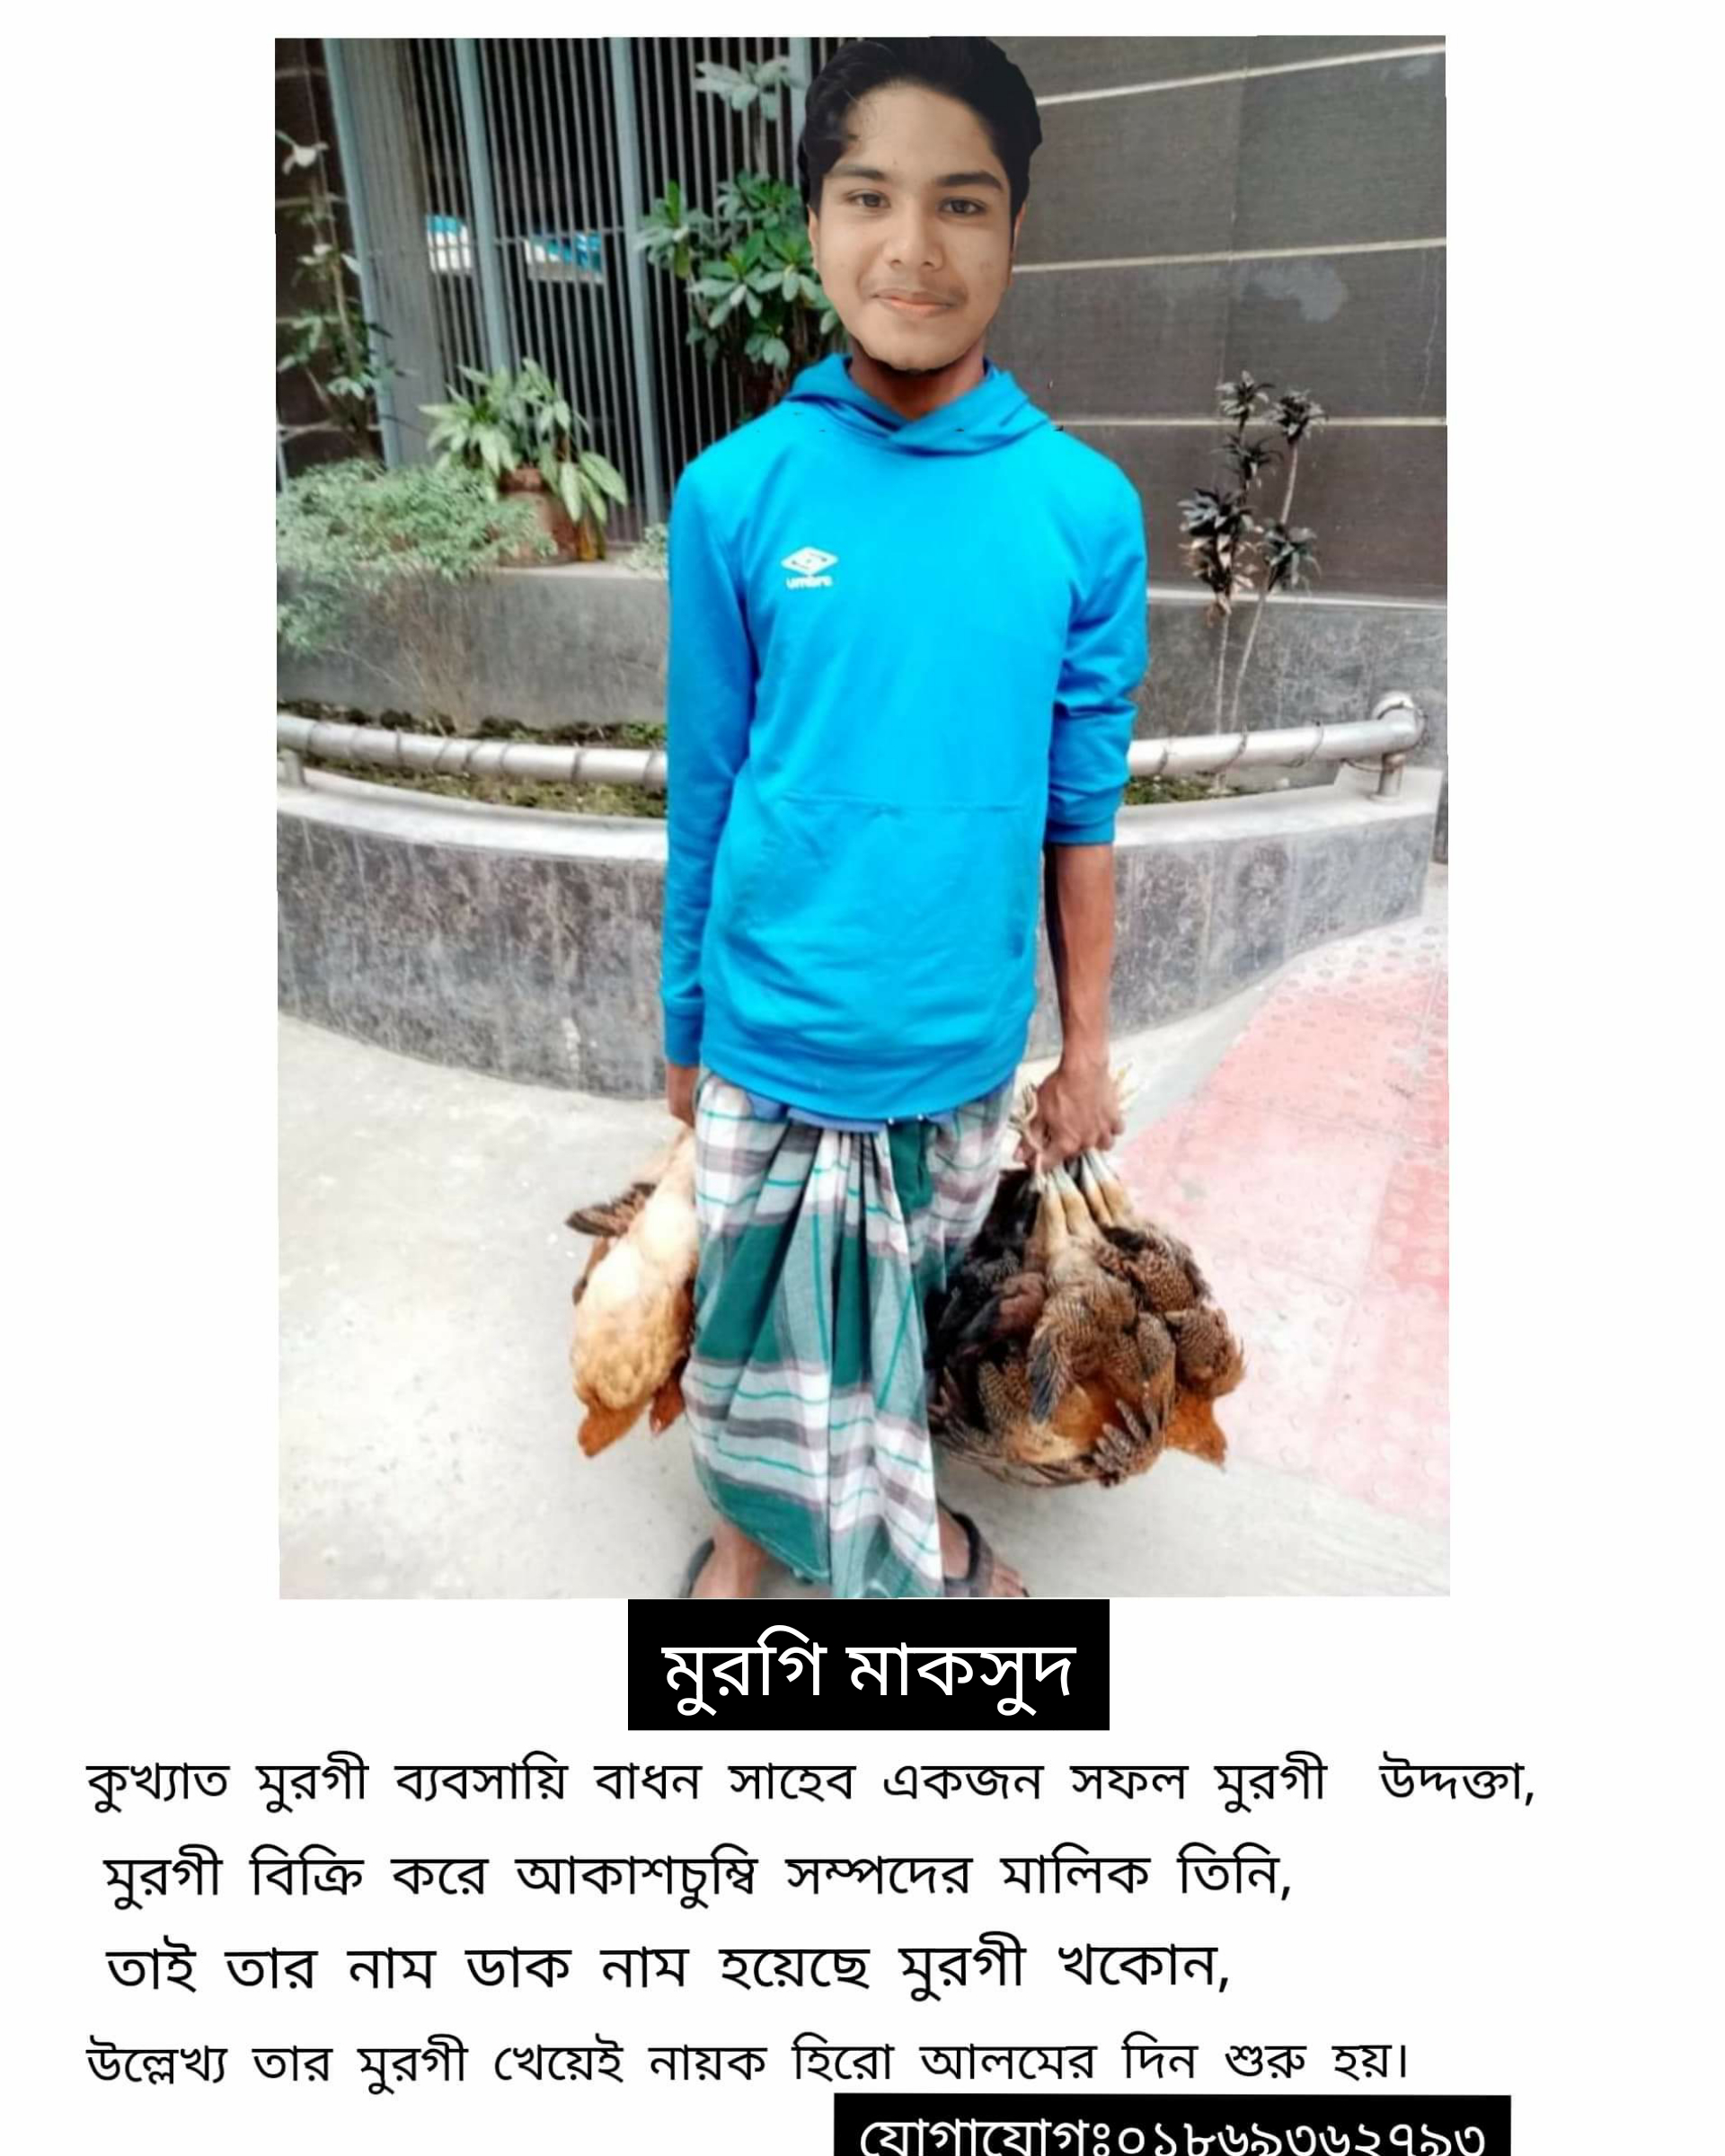 umbro
মুরগি মাকসুদ
কুখ্যাত মুরগী ব্যবসায়ি বাধন সাহেব একজন সফল মুরগী উদ্দক্তা,
মুরগী বিক্রি করে আকাশচুম্বি সম্পদের মালিক তিনি,
তাই তার নাম ডাক নাম হয়েছে মুরগী খকোন,
উল্লেখ্য তার মুরগী খেয়েই নায়ক হিরো আলমের দিন শুরু হয়।
যোগাযোগঃ০১৮৬৯৩৬২৭৯৩